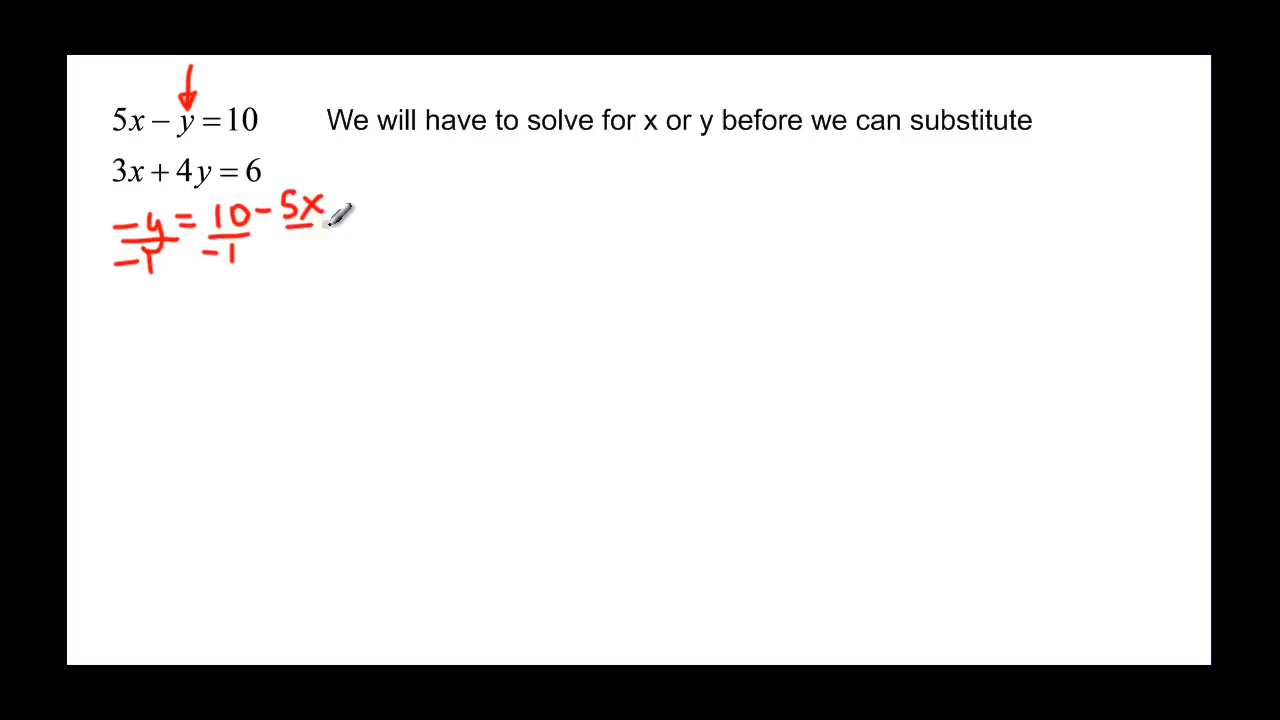 5x − y = 10 We will have to solve for x or y before we can substitute
3x + 4y = 6
−y = 10 − 5x
−1 −1